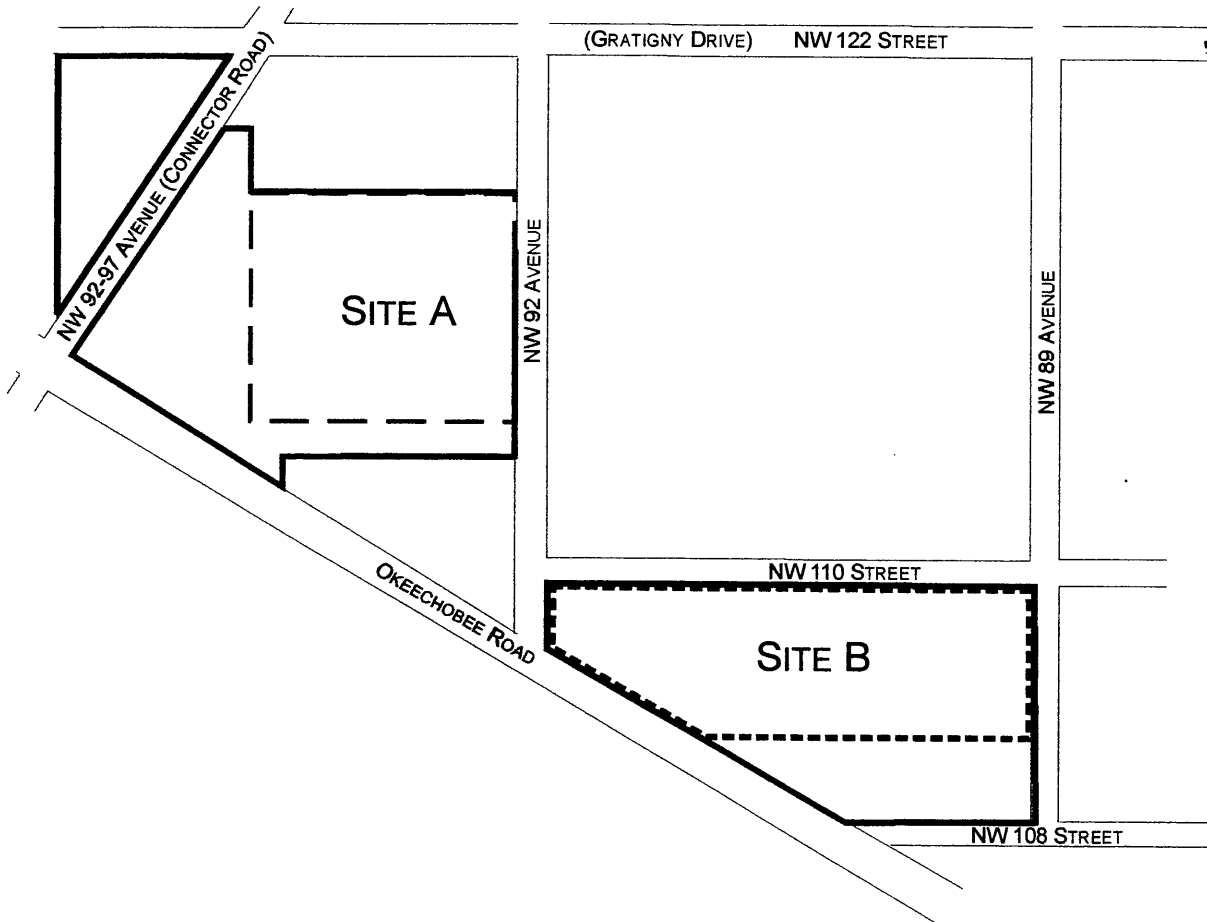 (GRATIGNY DRIVE) NW 122 STREET
NW 92-97 AVENUE (CONNECTOR ROAD)
SITE A
NW 92 AVENUE
NW 89 AVENUE
NW 110 STREET
OKEECHOBEE ROAD
SITE B
NW 108 STREET